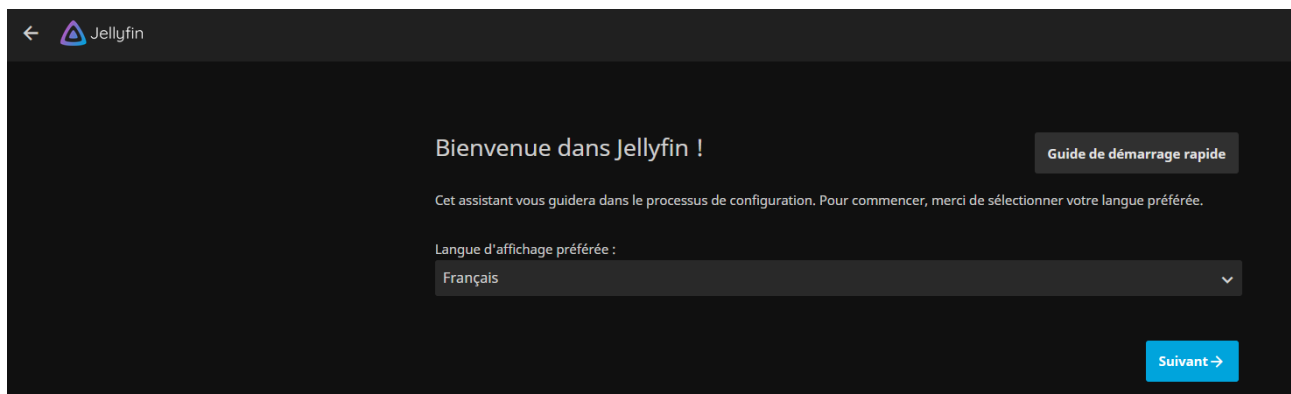 Jellyfin
Bienvenue dans Jellyfin !
Guide de démarrage rapide
Cet assistant vous guidera dans le processus de configuration. Pour commencer, merci de sélectionner votre langue préférée.
Langue d'affichage préférée :
Français
Suivant